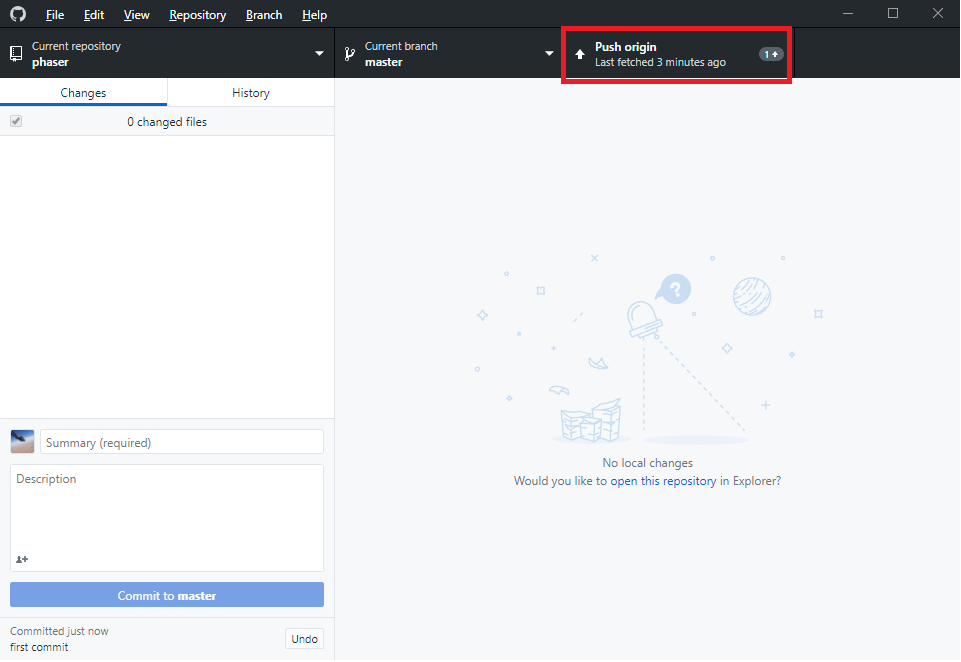 File Edit View Repository Branch Help
Current repository
phaser
Current branch
master
Push origin
Last fetched 3 minutes ago
1
Changes
History
0 changed files
?
No local changes
Would you like to open this repository in Explorer?
Summary (required)
Description
Commit to master
Committed just now
first commit
Undo